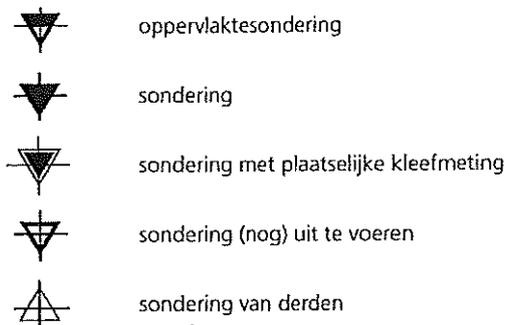 oppervlaktesondering
sondering
sondering met plaatselijke kleefmeting
sondering (nog) uit te voeren
sondering van derden